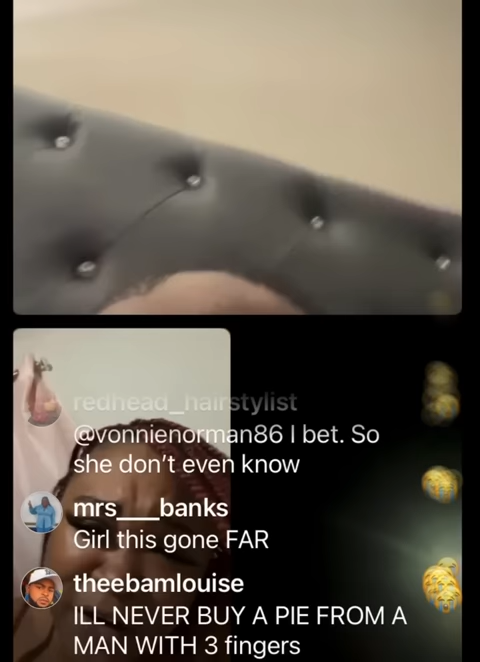 redhead_hairstylist
@vonnienorman86 I bet. So
she don't even know
mrs___banks
Girl this gone FAR
theebamlouise
ILL NEVER BUY A PIE FROM A
MAN WITH 3 fingers